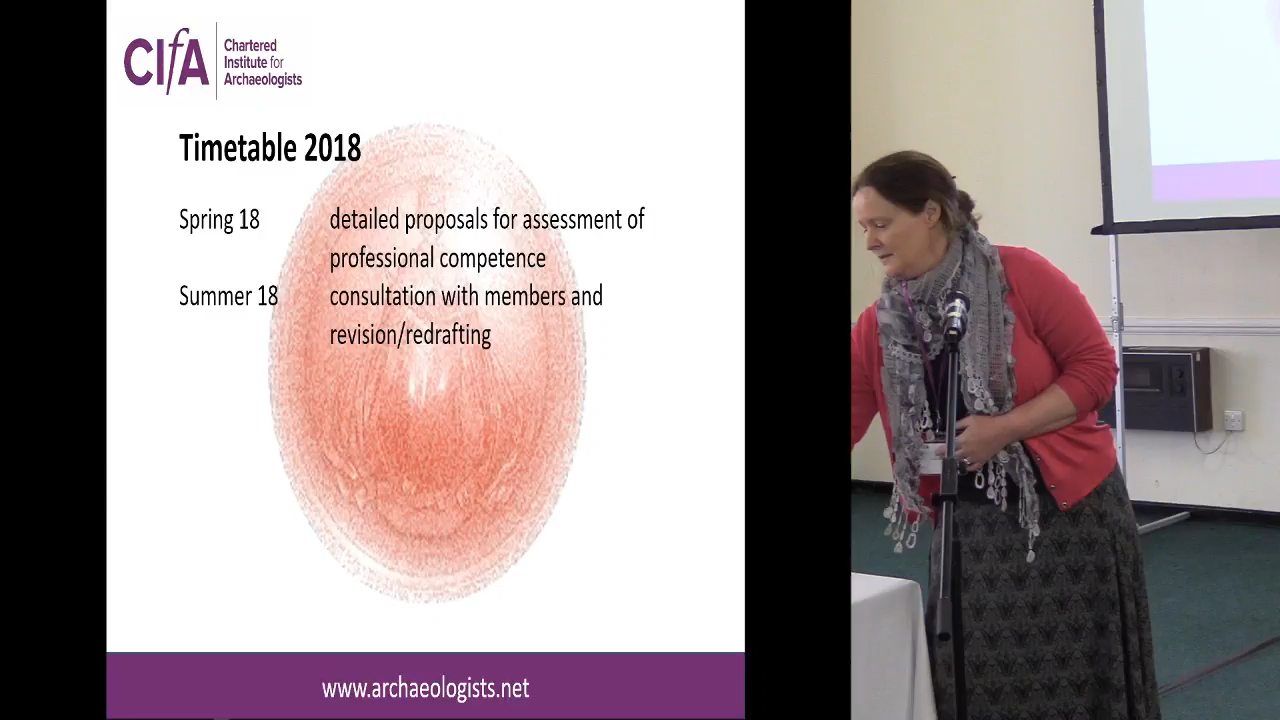 CIfA
Chartered
Institute for
Archaeologists
Timetable 2018
Spring 18 detailed proposals for assessment of
professional competence
Summer 18 consultation with members and
revision/redrafting
www.archaeologists.net